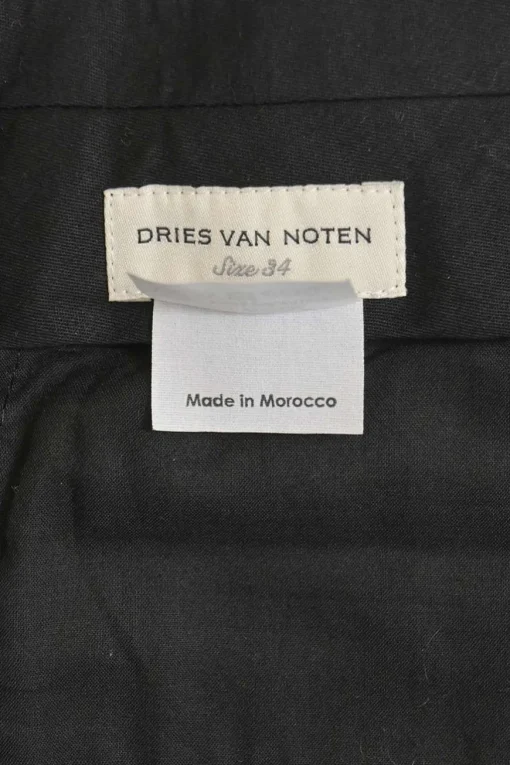 DRIES VAN NOTEN
Size 34
Made in Morocco